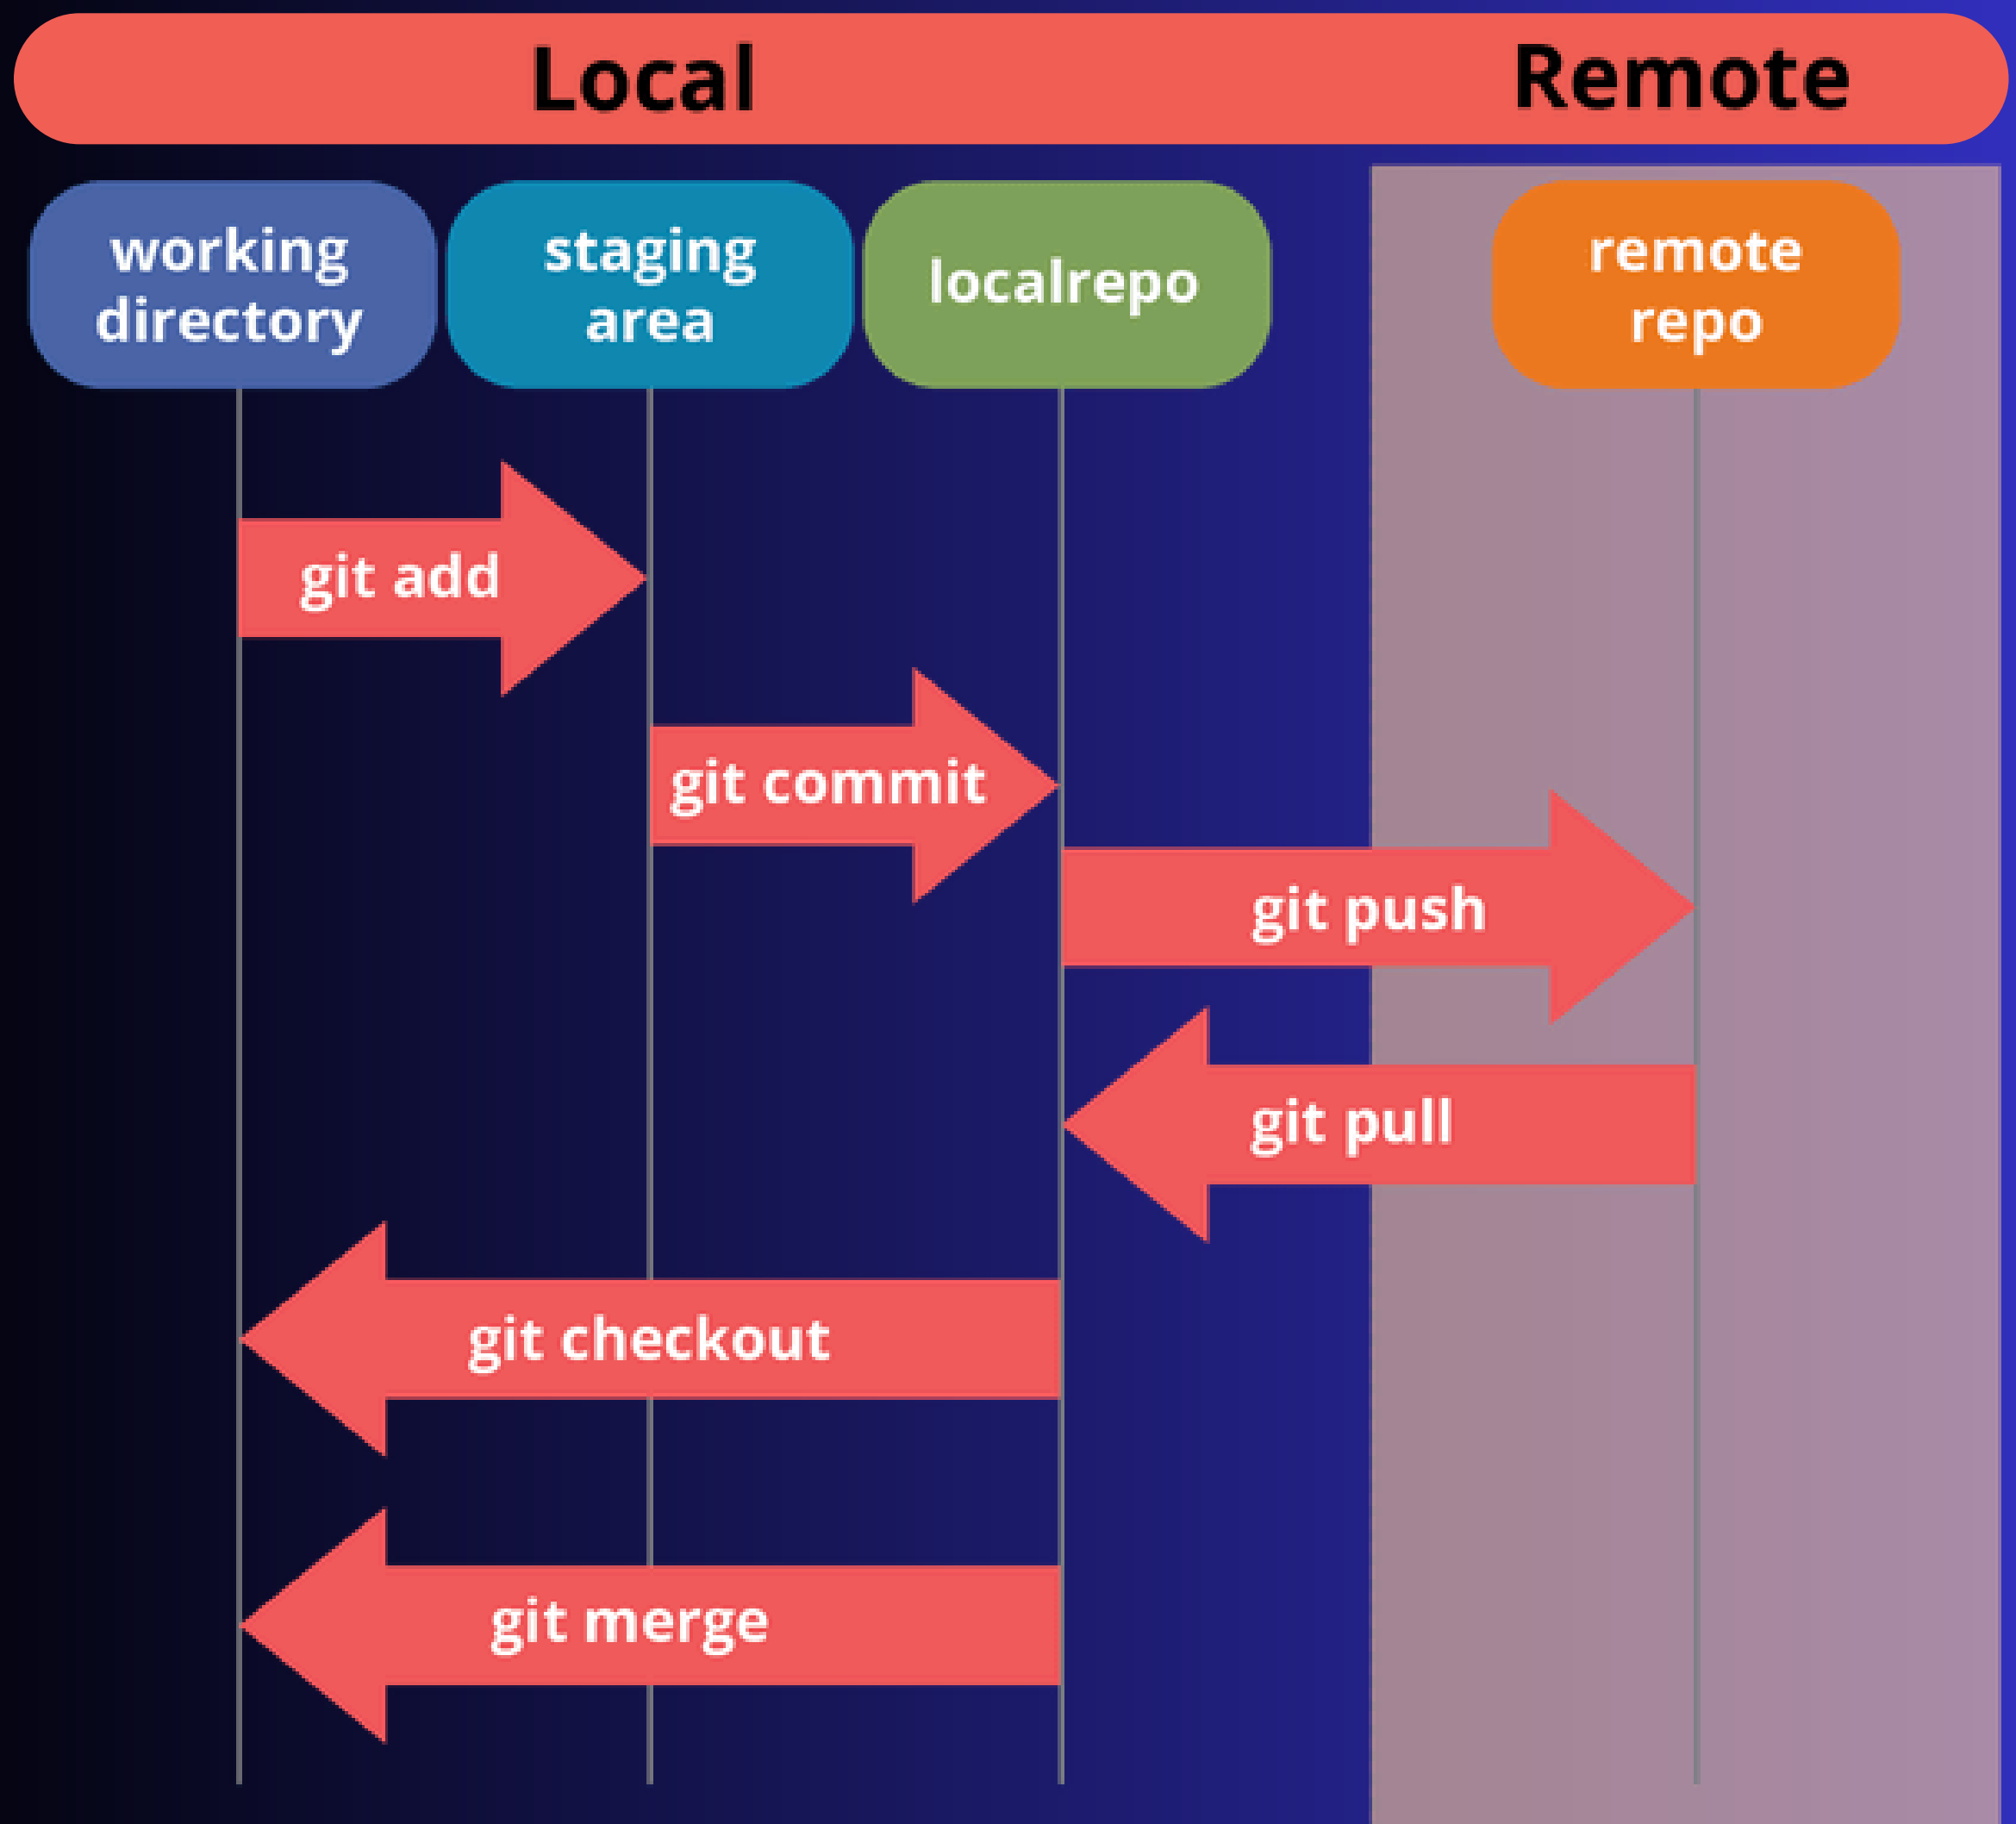 Local
Remote
working
directory
staging
area
localrepo
remote
repo
git add
git commit
git push
git pull
git checkout
git merge